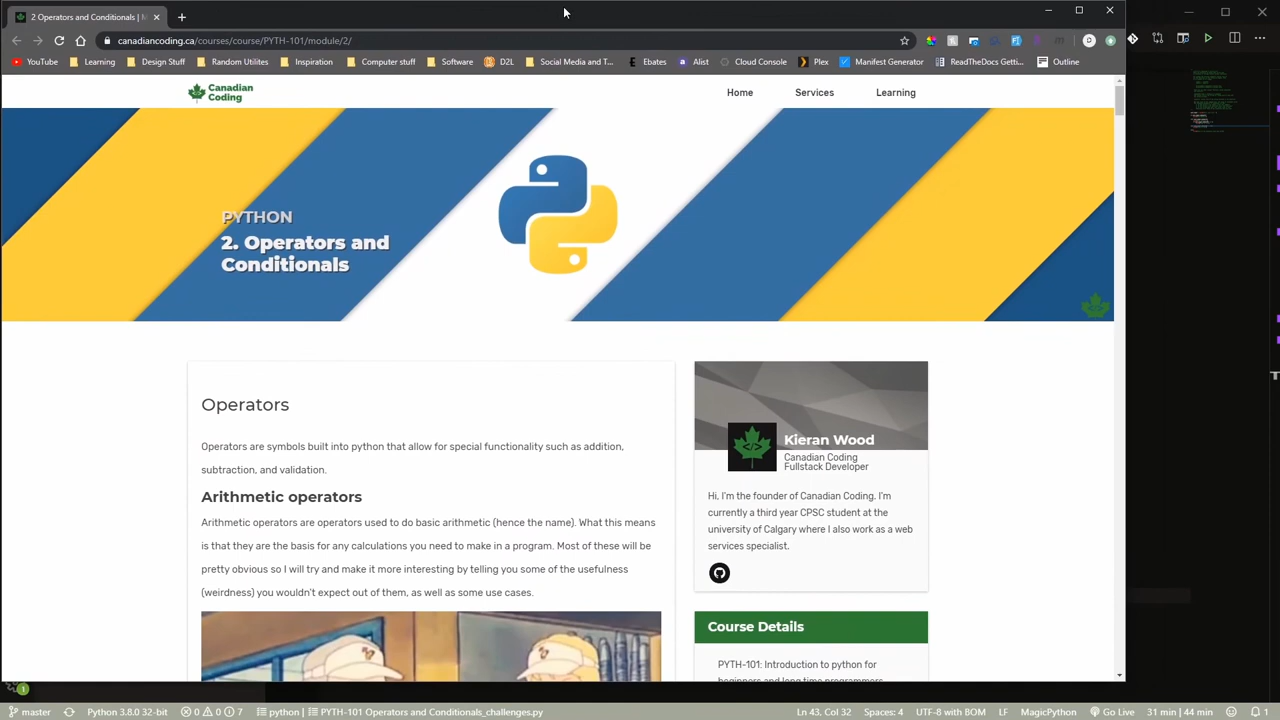 2 Operators and Conditionals | M
canadiancoding.ca/courses/course/PYTH-101/module/2/
YouTube Learning Design Stuff Random Utilites Inspiration Computer stuff Software D2L Social Media and T... Ebates Alist Cloud Console Plex Manifest Generator ReadTheDocs Getti... Outline
Canadian
Coding
Home Services Learning
PYTHON
2. Operators and
Conditionals
Operators
Operators are symbols built into python that allow for special functionality such as addition,
subtraction, and validation.
Arithmetic operators
Arithmetic operators are operators used to do basic arithmetic (hence the name). What this means
is that they are the basis for any calculations you need to make in a program. Most of these will be
pretty obvious so I will try and make it more interesting by telling you some of the usefulness
(weirdness) you wouldn't expect out of them, as well as some use cases.
Kieran Wood
Canadian Coding
Fullstack Developer
Hi, I'm the founder of Canadian Coding. I'm
currently a third year CPSC student at the
university of Calgary where I also work as a web
services specialist.
Course Details
PYTH-101: Introduction to python for
beginners and long time programmers
1
master Python 3.8.0 32-bit 0 0 7 python | PYTH-101 Operators and Conditionals_challenges.py Ln 43, Col 32 Spaces: 4 UTF-8 with BOM LF MagicPython Go Live 31 min | 44 min 1